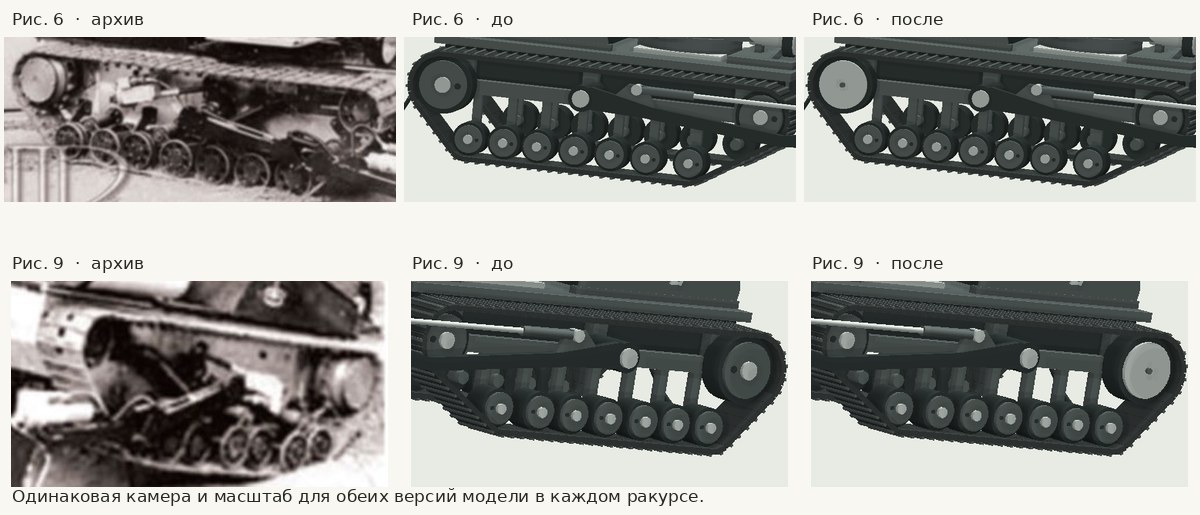 Рис. 6 · архив
Рис. 6 · до
Рис. 6 · после
Рис. 9 · архив
Рис. 9 · до
Рис. 9 · после
Одинаковая камера и масштаб для обеих версий модели в каждом ракурсе.